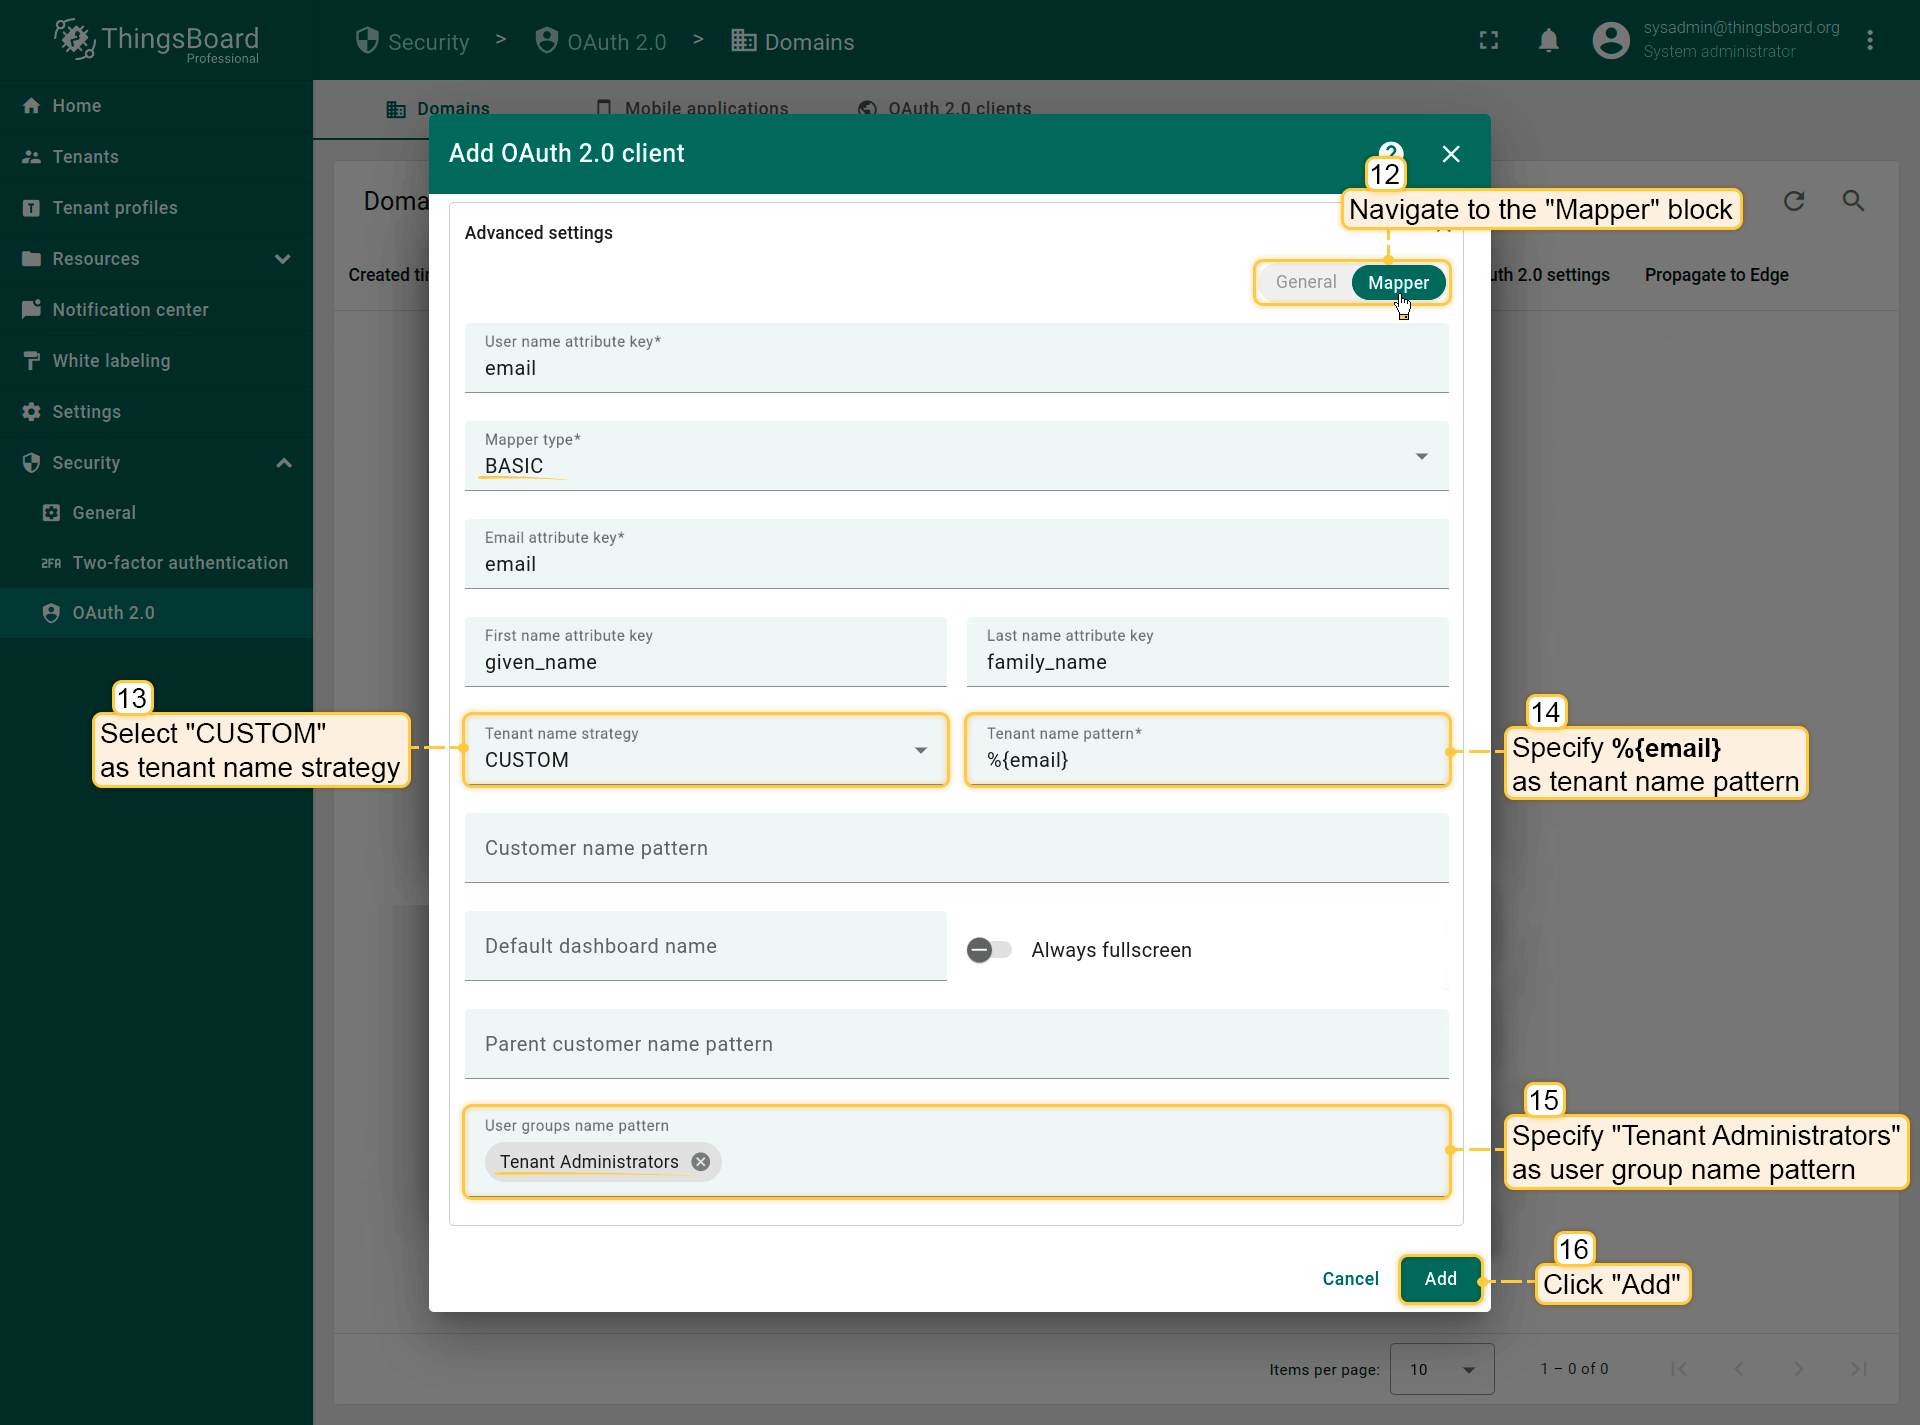 ThingsBoard
Professional
Security > OAuth 2.0 > Domains
sysadmin@thingsboard.org
System administrator
Home
Tenants
Tenant profiles
Resources
Notification center
White labeling
Settings
Security
General
2FA Two-factor authentication
OAuth 2.0
Domains
Mobile applications
OAuth 2.0 clients
Doma
Created tir
uth 2.0 settings
Propagate to Edge
Add OAuth 2.0 client
12
Navigate to the "Mapper" block
Advanced settings
General
Mapper
User name attribute key*
email
Mapper type*
BASIC
Email attribute key*
email
First name attribute key
given_name
Last name attribute key
family_name
13
Select "CUSTOM"
as tenant name strategy
Tenant name strategy
CUSTOM
Tenant name pattern*
%{email}
14
Specify %{email}
as tenant name pattern
Customer name pattern
Default dashboard name
Always fullscreen
Parent customer name pattern
User groups name pattern
Tenant Administrators
15
Specify "Tenant Administrators"
as user group name pattern
Cancel
Add
16
Click "Add"
Items per page:
10
1 – 0 of 0